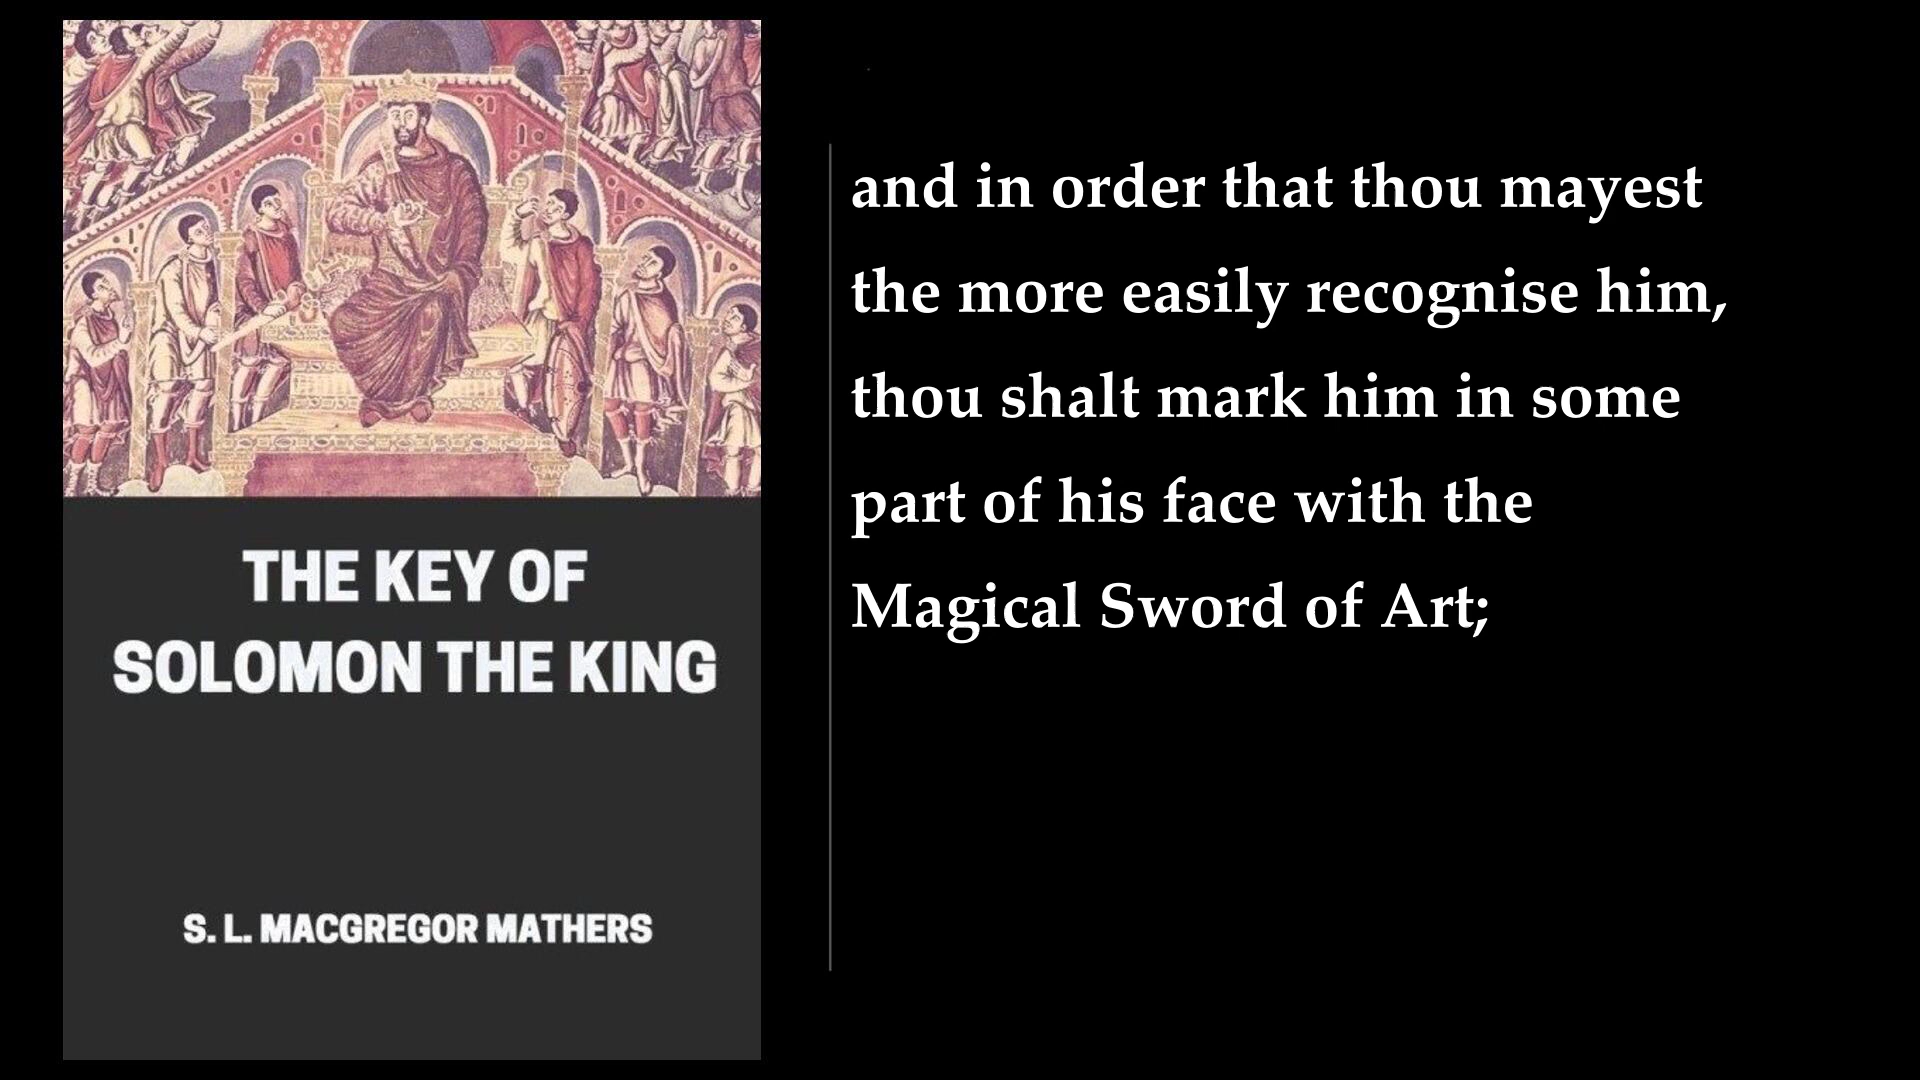 THE KEY OF
SOLOMON THE KING
S. L. MACGREGOR MATHERS
and in order that thou mayest
the more easily recognise him,
thou shalt mark him in some
part of his face with the
Magical Sword of Art;